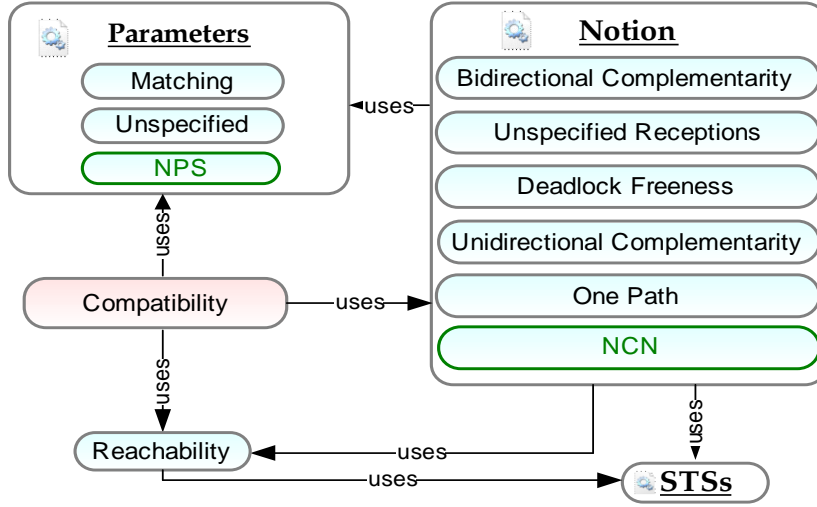 Parameters
Matching
Unspecified
NPS
Notion
Bidirectional Complementarity
Unspecified Receptions
Deadlock Freeness
Unidirectional Complementarity
One Path
NCN
uses
uses
Compatibility
uses
uses
Reachability
uses
uses
uses
STSs